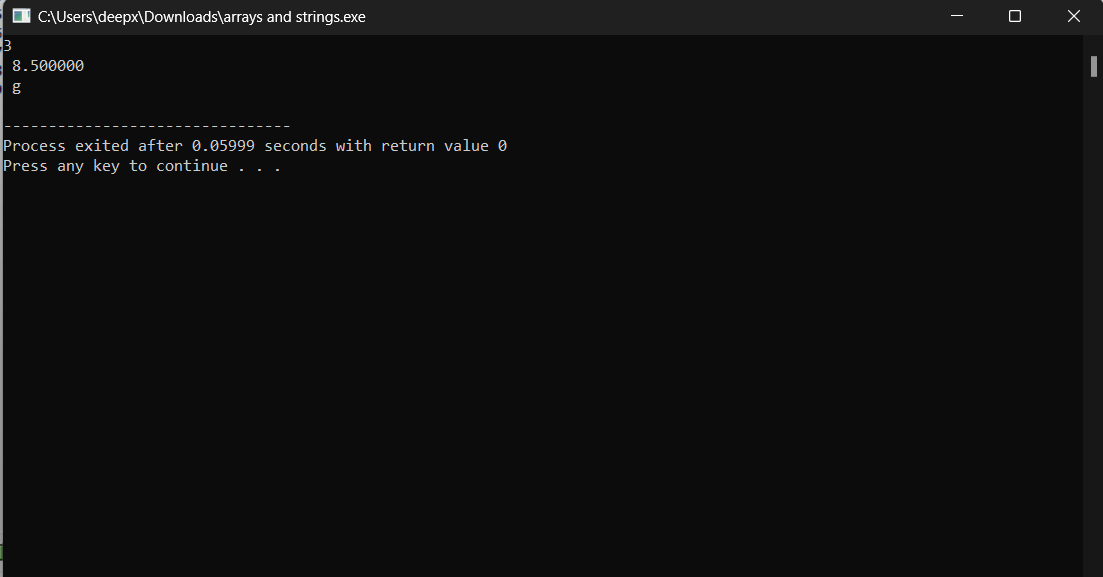 C:\Users\deepx\Downloads\arrays and strings.exe
3
8.500000
g
--------------------------------
Process exited after 0.05999 seconds with return value 0
Press any key to continue . . .